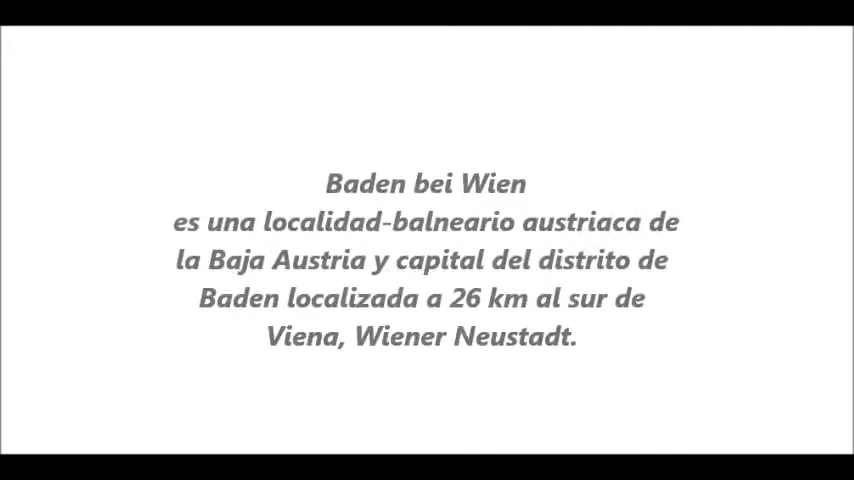 Baden bei Wien
es una localidad-balneario austriaca de
la Baja Austria y capital del distrito de
Baden localizada a 26 km al sur de
Viena, Wiener Neustadt.